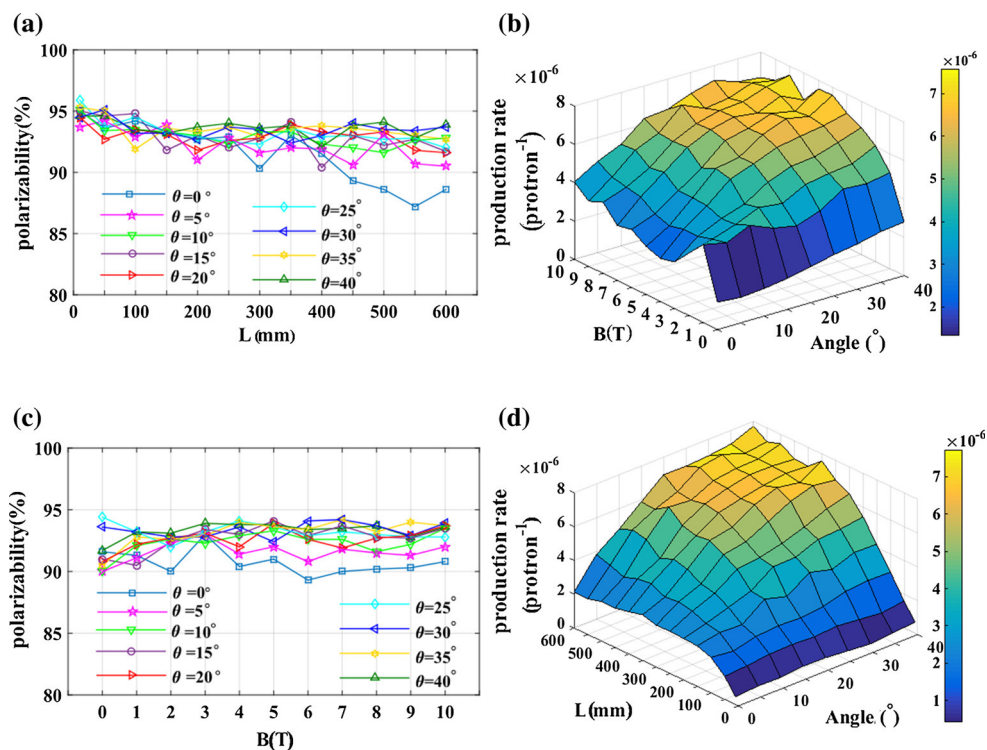 (a)
100
95
90
85
80
polarizability(%)
0
100
200
300
400
500
600
L(mm)
θ=0°
θ=5°
θ=10°
θ=15°
θ=20°
θ=25°
θ=30°
θ=35°
θ=40°
(b)
×10⁻⁶
8
6
4
2
0
production rate
(protron⁻¹)
10
9
8
7
6
5
4
3
2
1
0
B(T)
0
10
20
30
40
Angle (°)
×10⁻⁶
7
6
5
4
3
2
(c)
100
95
90
85
80
polarizability(%)
0
1
2
3
4
5
6
7
8
9
10
B(T)
θ=0°
θ=5°
θ=10°
θ=15°
θ=20°
θ=25°
θ=30°
θ=35°
θ=40°
(d)
×10⁻⁶
8
6
4
2
0
production rate
(protron⁻¹)
600
500
400
300
200
100
0
L(mm)
0
10
20
30
40
Angle (°)
×10⁻⁶
7
6
5
4
3
2
1